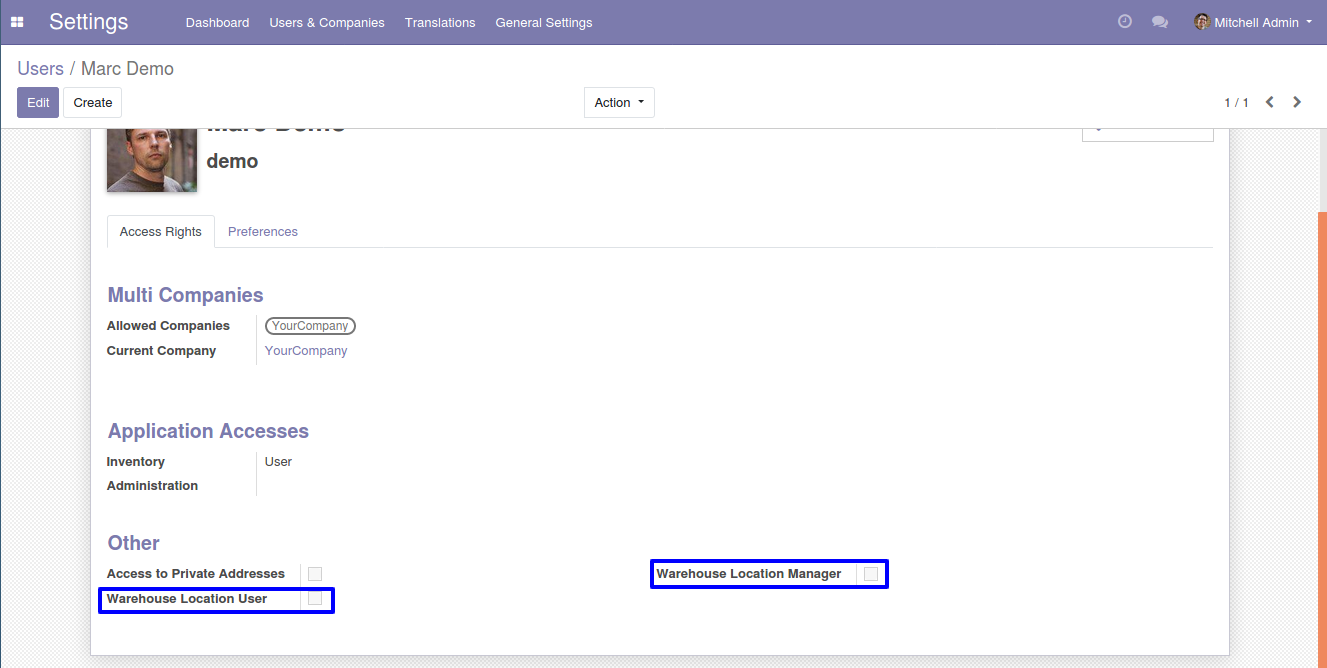 Settings Dashboard Users & Companies Translations General Settings Mitchell Admin
Users / Marc Demo
Edit Create Action 1 / 1
Marc Demo
demo
Access Rights Preferences
Multi Companies
Allowed Companies YourCompany
Current Company YourCompany
Application Accesses
Inventory User
Administration
Other
Access to Private Addresses Warehouse Location Manager
Warehouse Location User